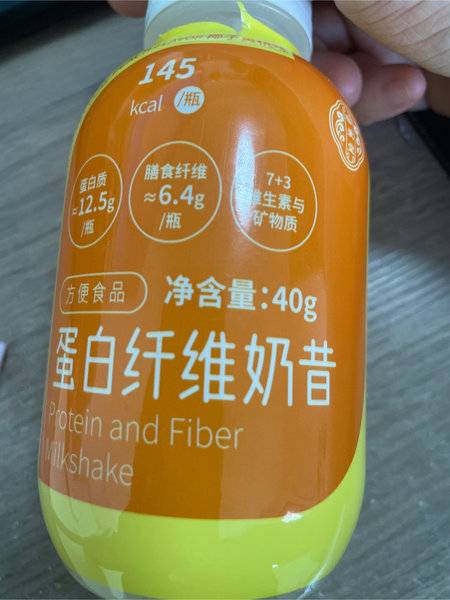 145
kcal /瓶
蛋白质
≈12.5g
/瓶
膳食纤维
≈6.4g
/瓶
7+3
维生素与
矿物质
方便食品
净含量:40g
蛋白纤维奶昔
Protein and Fiber
Milkshake